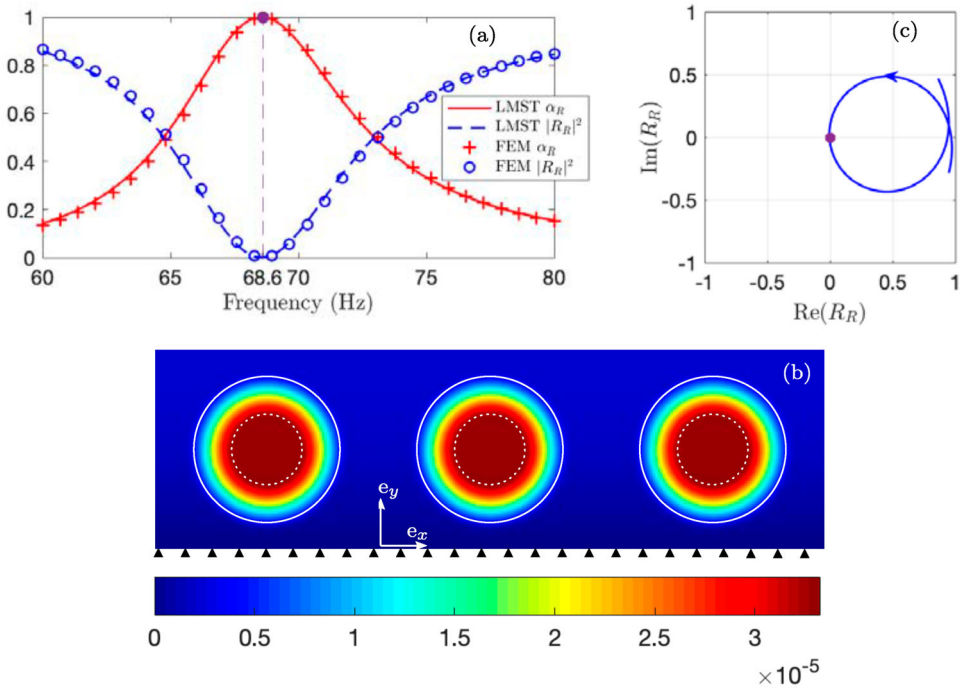 (a)
1
0.8
0.6
0.4
0.2
0
LMST α_R
LMST |R_R|²
FEM α_R
FEM |R_R|²
60 65 68.6 70 75 80
Frequency (Hz)
(c)
1
0.5
0
-0.5
-1
Im(R_R)
-1 -0.5 0 0.5 1
Re(R_R)
(b)
e_y
e_x
0 0.5 1 1.5 2 2.5 3
×10⁻⁵